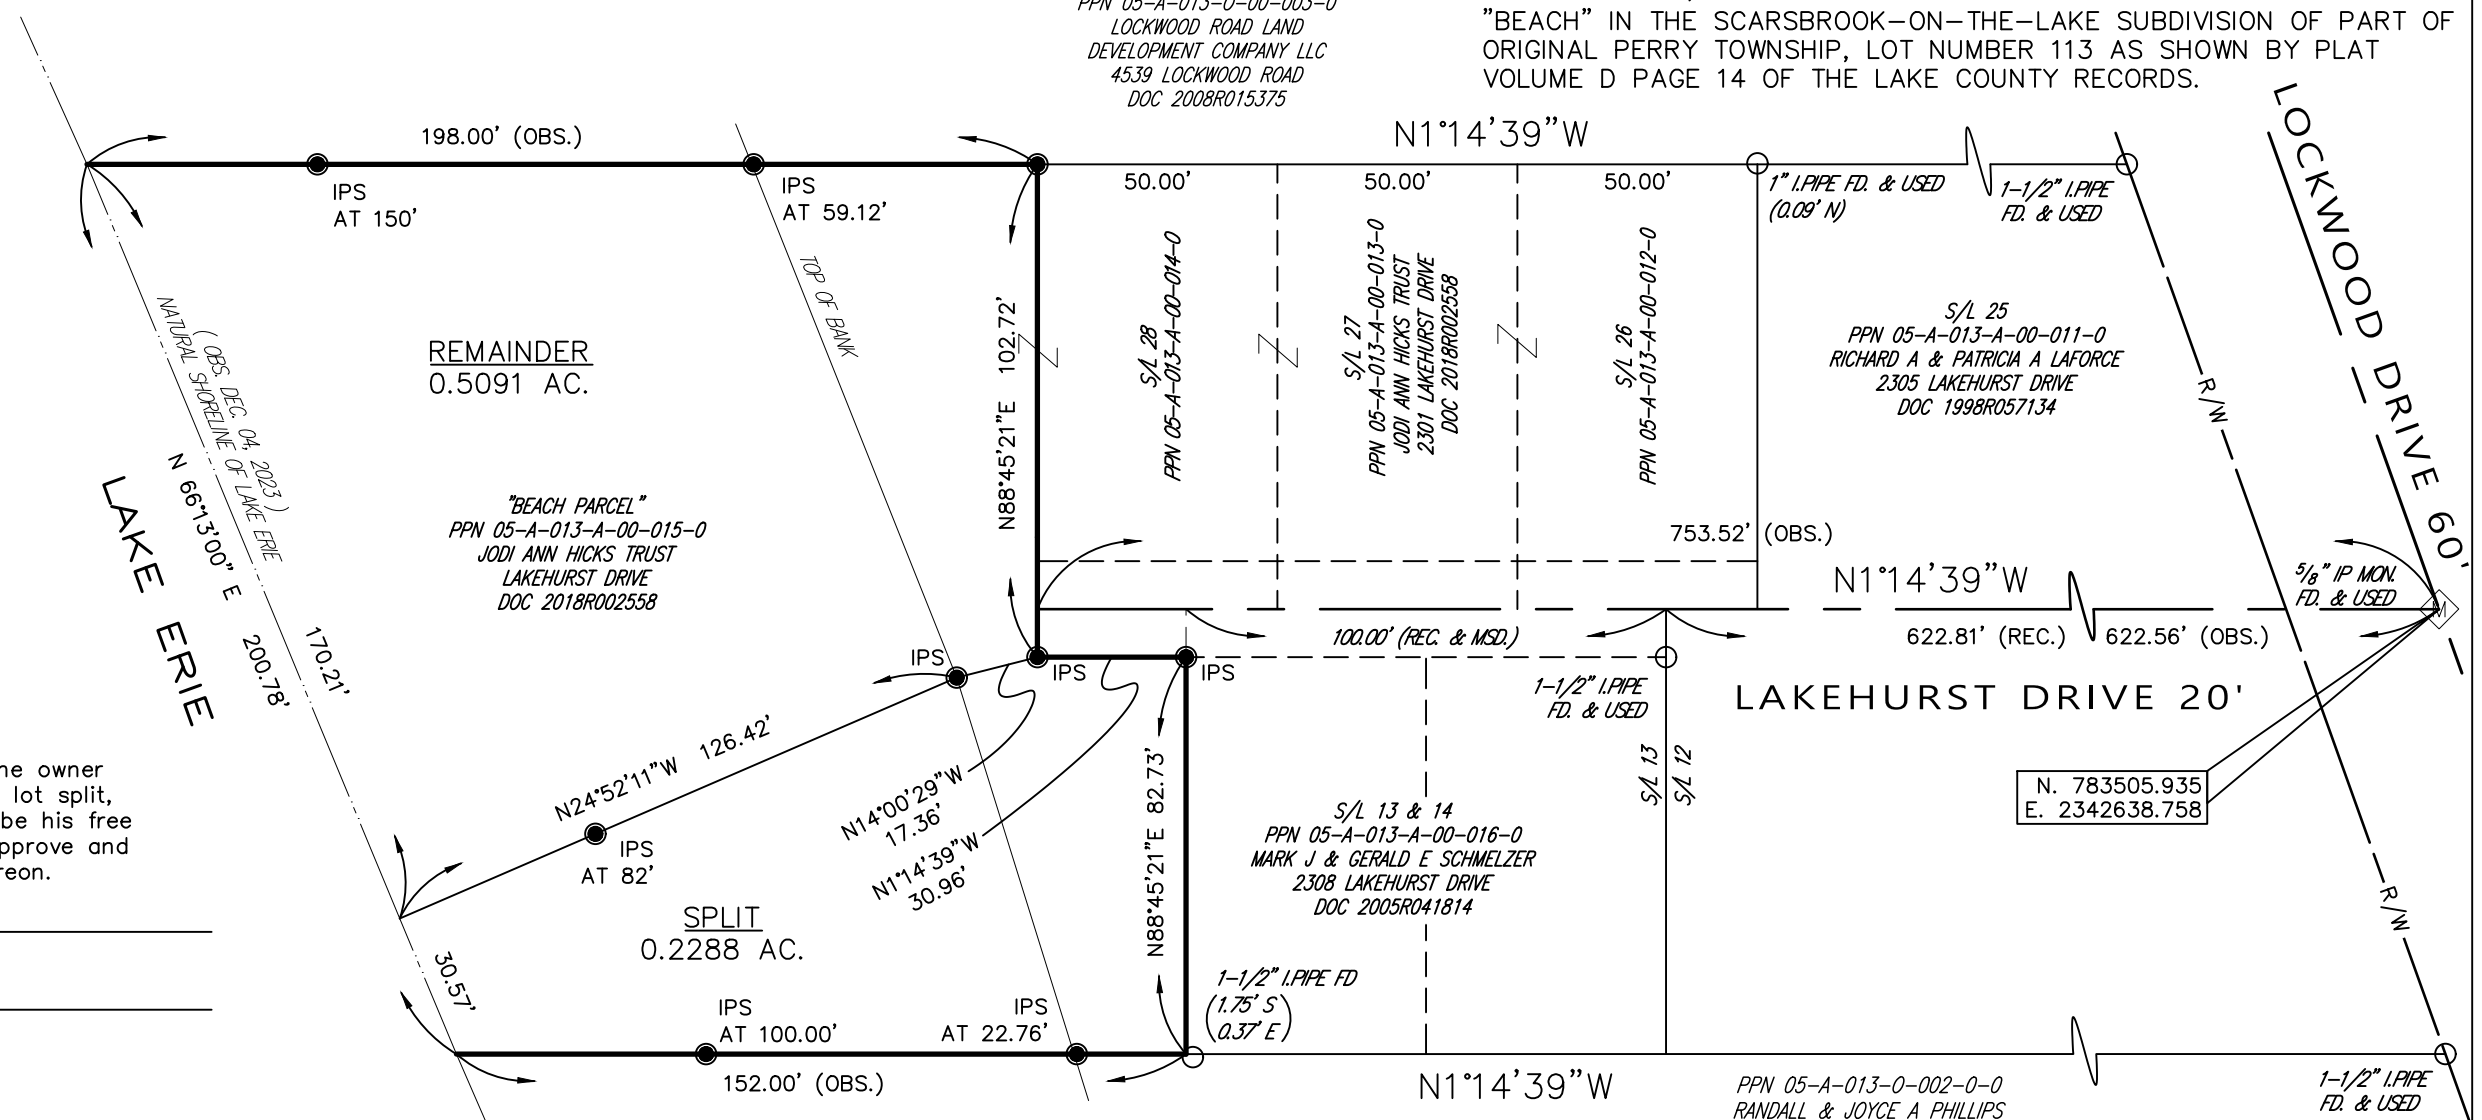 PPN 05-A-013-0-00-003-0
LOCKWOOD ROAD LAND
DEVELOPMENT COMPANY LLC
4539 LOCKWOOD ROAD
DOC 2008R015375
"BEACH" IN THE SCARSBROOK-ON-THE-LAKE SUBDIVISION OF PART OF
ORIGINAL PERRY TOWNSHIP, LOT NUMBER 113 AS SHOWN BY PLAT
VOLUME D PAGE 14 OF THE LAKE COUNTY RECORDS.
198.00' (OBS.)
N1°14'39"W
LOCKWOOD DRIVE 60'
IPS
AT 150'
IPS
AT 59.12'
50.00'
50.00'
50.00'
1" I.PIPE FD. & USED
(0.09' N)
1-1/2" I.PIPE
FD. & USED
TOP OF BANK
N88°45'21"E 102.72'
S/L 28
PPN 05-A-013-A-00-014-0
S/L 27
PPN 05-A-013-A-00-013-0
JODI ANN HICKS TRUST
2301 LAKEHURST DRIVE
DOC 2018R002558
S/L 26
PPN 05-A-013-A-00-012-0
S/L 25
PPN 05-A-013-A-00-011-0
RICHARD A & PATRICIA A LAFORCE
2305 LAKEHURST DRIVE
DOC 1998R057134
R/W
REMAINDER
0.5091 AC.
(OBS. DEC. 04, 2023)
NATURAL SHORELINE OF LAKE ERIE
N 66°13'00" E 200.78'
170.21'
LAKE ERIE
"BEACH PARCEL"
PPN 05-A-013-A-00-015-0
JODI ANN HICKS TRUST
LAKEHURST DRIVE
DOC 2018R002558
753.52' (OBS.)
N1°14'39"W
5/8" IP MON.
FD. & USED
M
100.00' (REC. & MSD.)
622.81' (REC.)
622.56' (OBS.)
IPS
IPS
IPS
1-1/2" I.PIPE
FD. & USED
LAKEHURST DRIVE 20'
N24°52'11"W 126.42'
N14°00'29"W
17.36'
N1°14'39"W
30.96'
N88°45'21"E 82.73'
S/L 13
S/L 12
N. 783505.935
E. 2342638.758
ne owner
lot split,
be his free
pprove and
reon.
IPS
AT 82'
S/L 13 & 14
PPN 05-A-013-A-00-016-0
MARK J & GERALD E SCHMELZER
2308 LAKEHURST DRIVE
DOC 2005R041814
R/W
SPLIT
0.2288 AC.
30.57'
IPS
AT 100.00'
IPS
AT 22.76'
1-1/2" I.PIPE FD
(1.75' S
0.37' E)
152.00' (OBS.)
N1°14'39"W
PPN 05-A-013-0-002-0-0
RANDALL & JOYCE A PHILLIPS
1-1/2" I.PIPE
FD. & USED